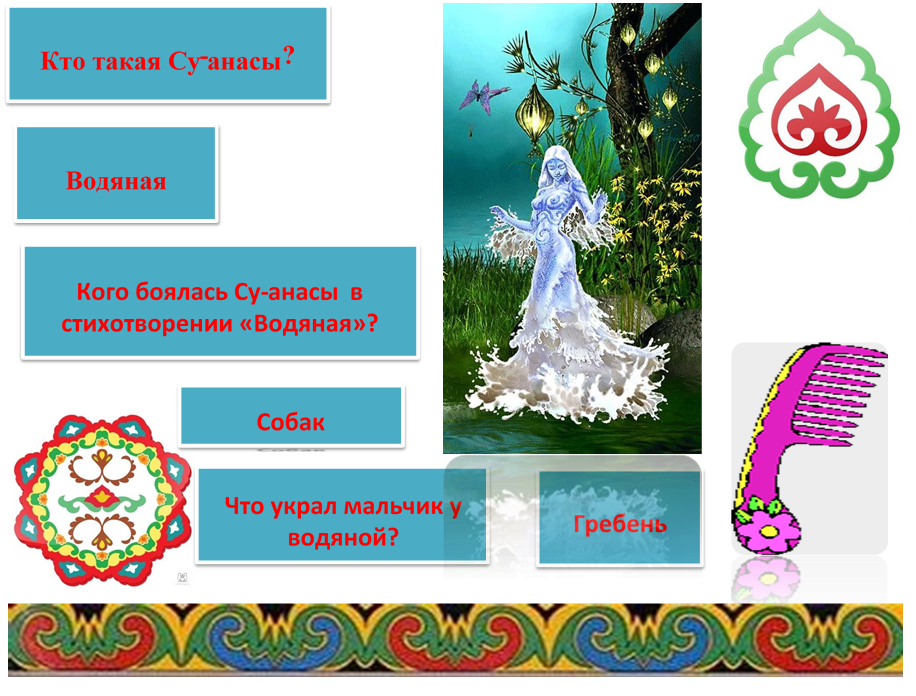 Кто такая Су-анасы?
Водяная
Кого боялась Су-анасы в
стихотворении «Водяная»?
Собак
Что украл мальчик у
водяной?
Гребень